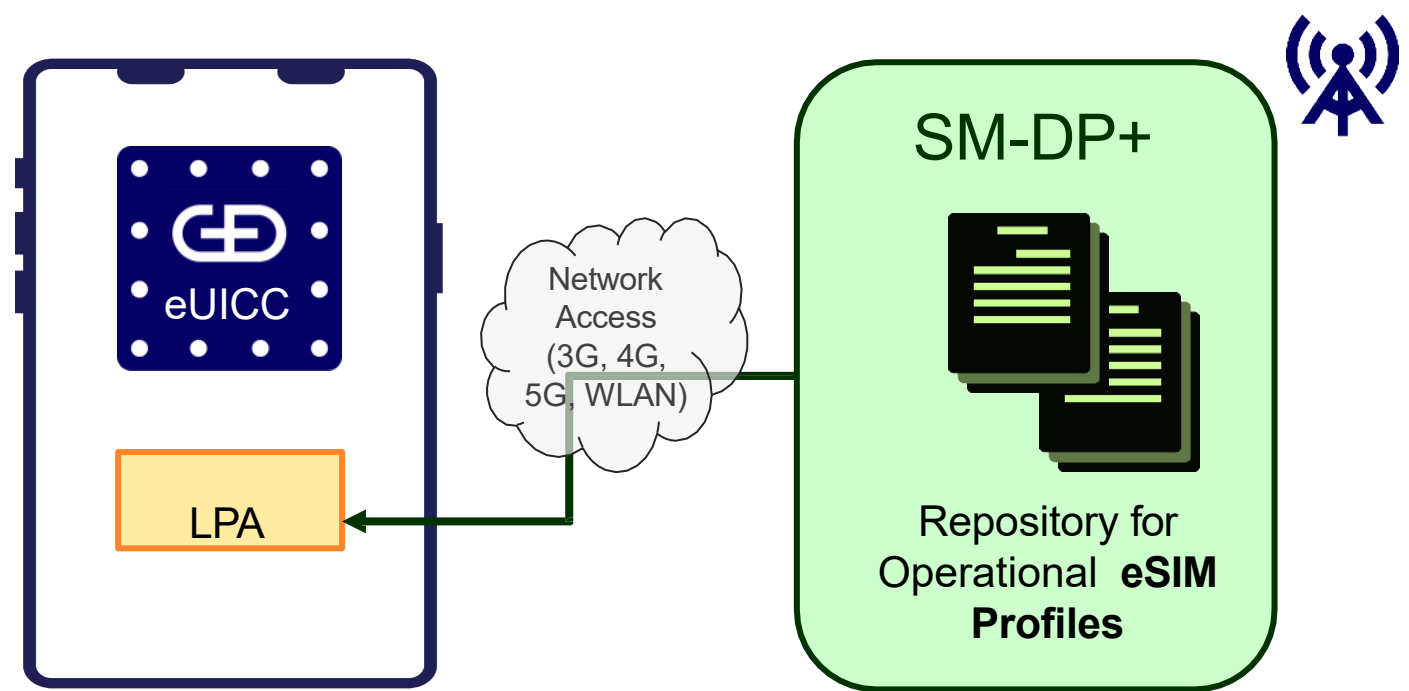 eUICC
LPA
Network
Access
(3G, 4G,
5G, WLAN)
SM-DP+
Repository for
Operational eSIM
Profiles